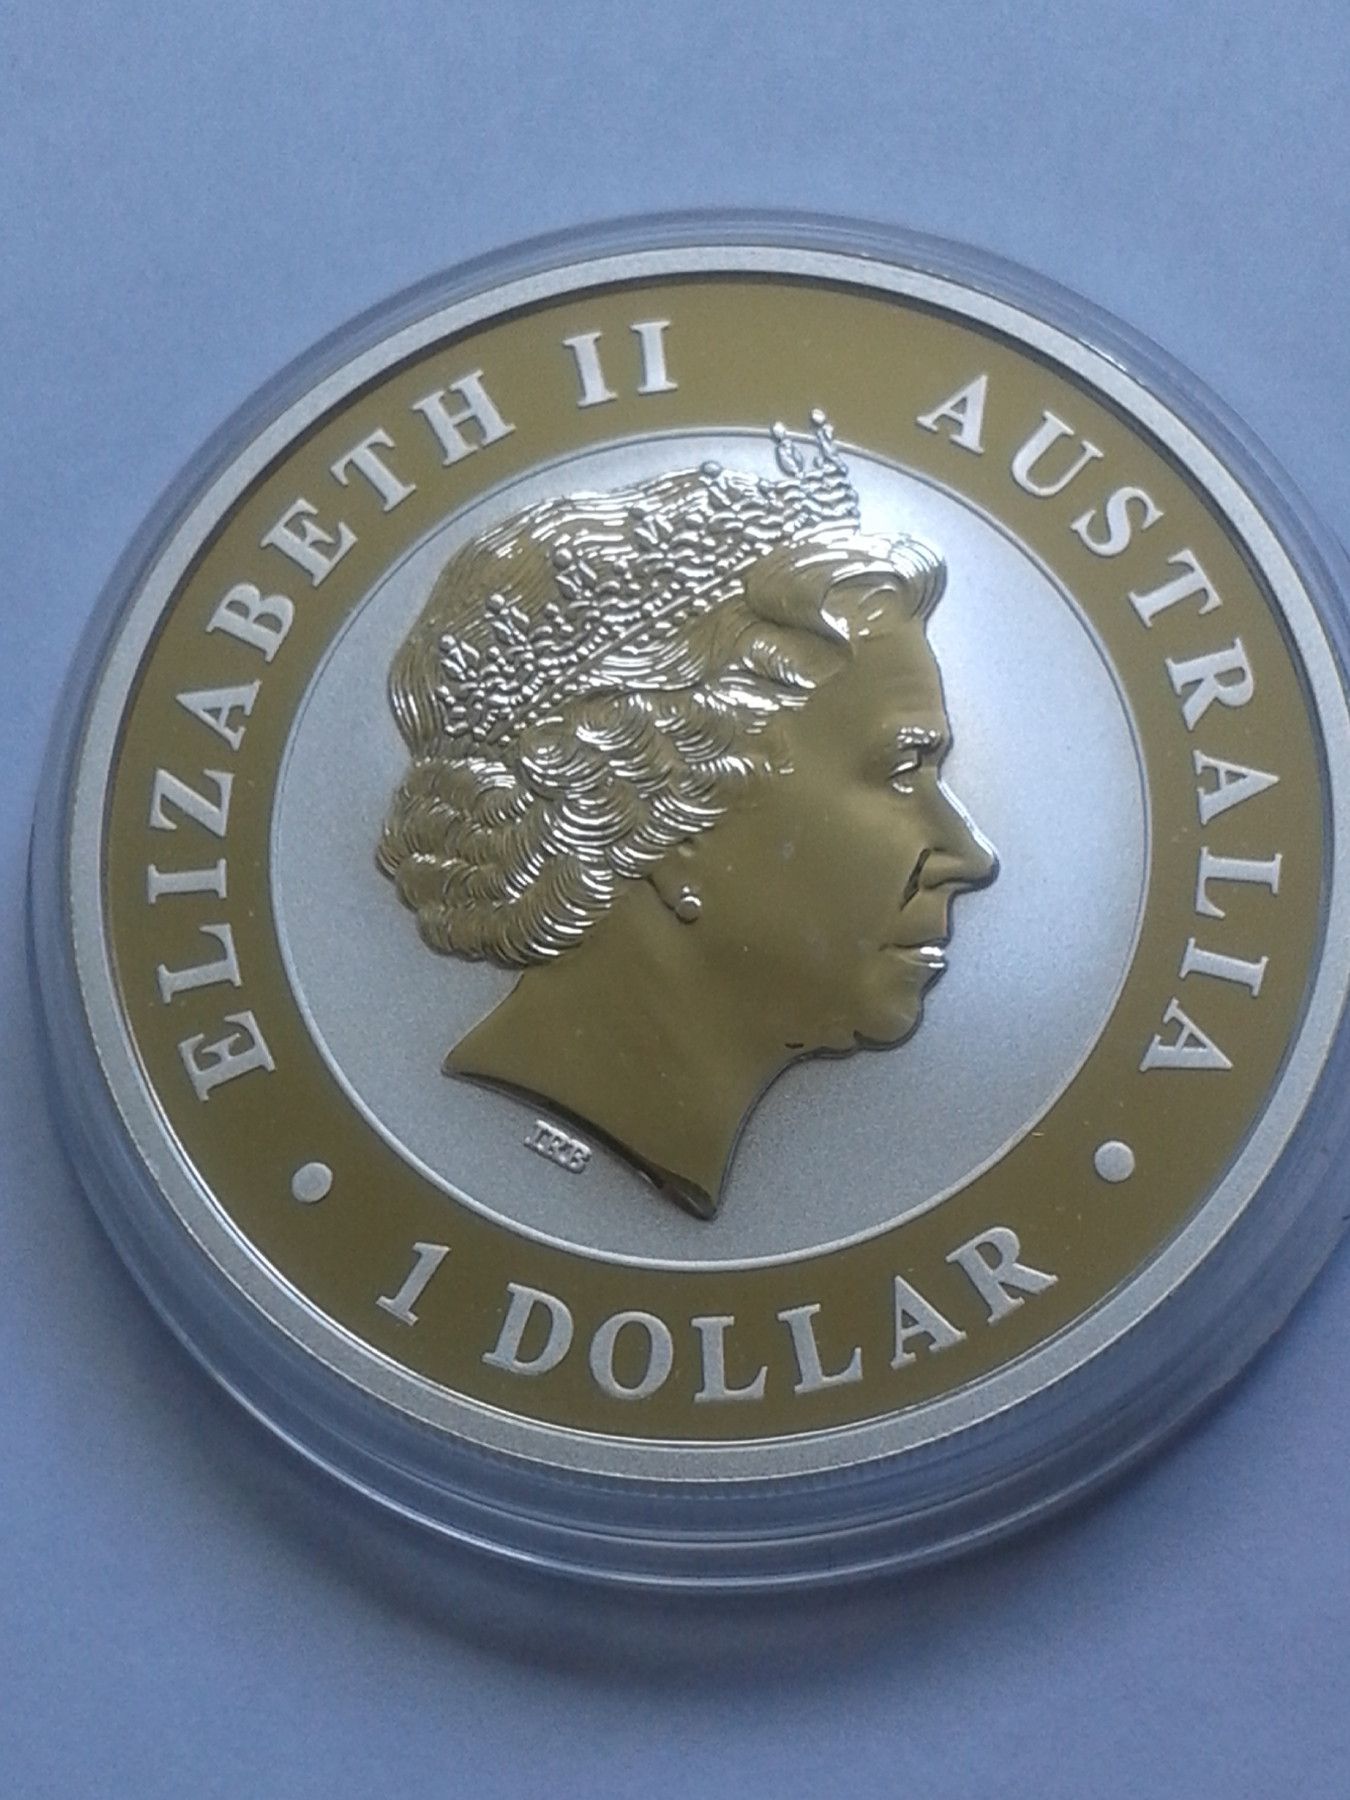 ELIZABETH II AUSTRALIA
IRB
• 1 DOLLAR •